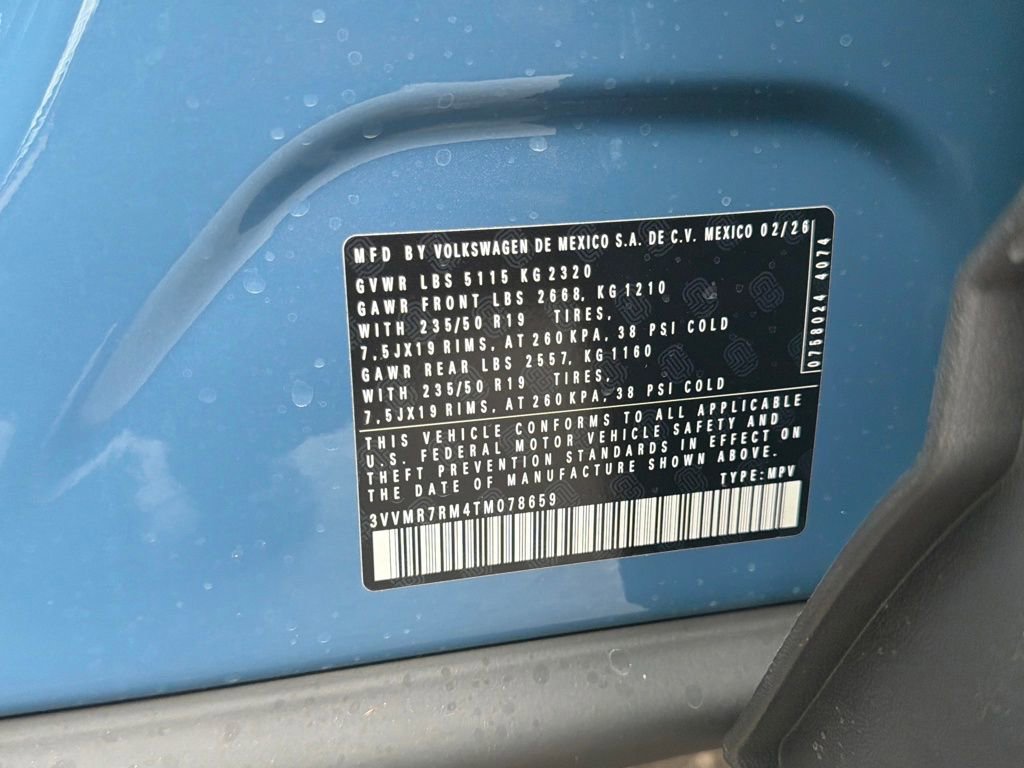 MFD BY VOLKSWAGEN DE MEXICO S.A. DE C.V. MEXICO 02/26
GVWR LBS 5115 KG 2320
GAWR FRONT LBS 2668, KG 1210
WITH 235/50 R19 TIRES,
7,5JX19 RIMS, AT 260 KPA, 38 PSI COLD
GAWR REAR LBS 2557, KG 1160
WITH 235/50 R19 TIRES,
7,5JX19 RIMS, AT 260 KPA, 38 PSI COLD
0758024 4074
THIS VEHICLE CONFORMS TO ALL APPLICABLE
U.S. FEDERAL MOTOR VEHICLE SAFETY AND
THEFT PREVENTION STANDARDS IN EFFECT ON
THE DATE OF MANUFACTURE SHOWN ABOVE.
TYPE:MPV
3VVMR7RM4TM078659